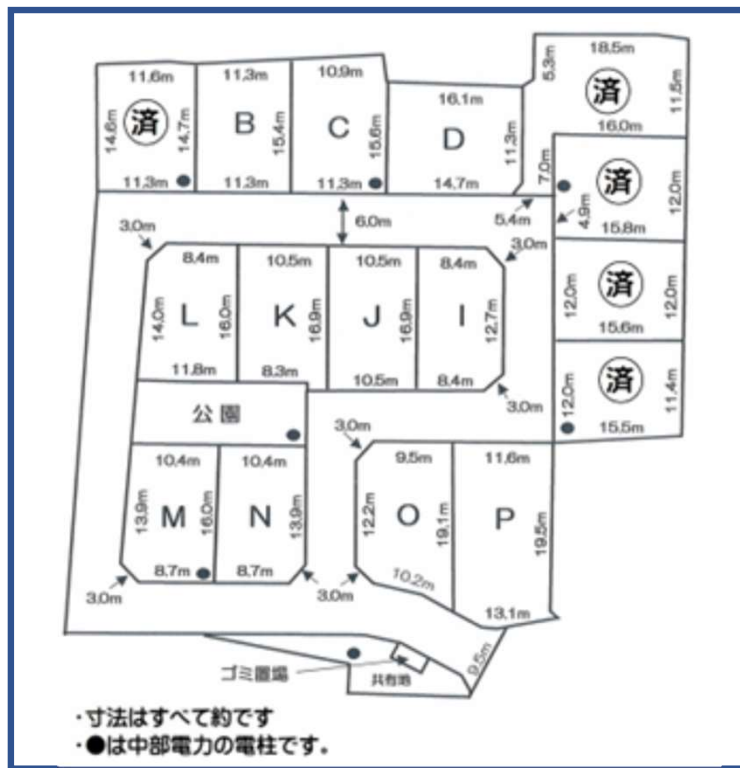 11.6m
11.3m
10.9m
16.1m
18.5m
5.3m
11.5m
14.6m
済
14.7m
B
15.4m
C
15.6m
D
11.3m
済
16.0m
11.3m
11.3m
11.3m
14.7m
7.0m
済
12.0m
5.4m
4.9m
15.8m
3.0m
6.0m
3.0m
8.4m
10.5m
10.5m
8.4m
14.0m
L
16.0m
K
16.9m
J
16.9m
I
12.7m
12.0m
済
12.0m
15.6m
11.8m
8.3m
10.5m
8.4m
3.0m
12.0m
済
11.4m
15.5m
公園
3.0m
10.4m
10.4m
9.5m
11.6m
13.9m
M
16.0m
N
13.9m
12.2m
O
19.1m
P
19.5m
8.7m
8.7m
10.2m
3.0m
3.0m
13.1m
9.5m
ゴミ置場
共有地
・寸法はすべて約です
・●は中部電力の電柱です。